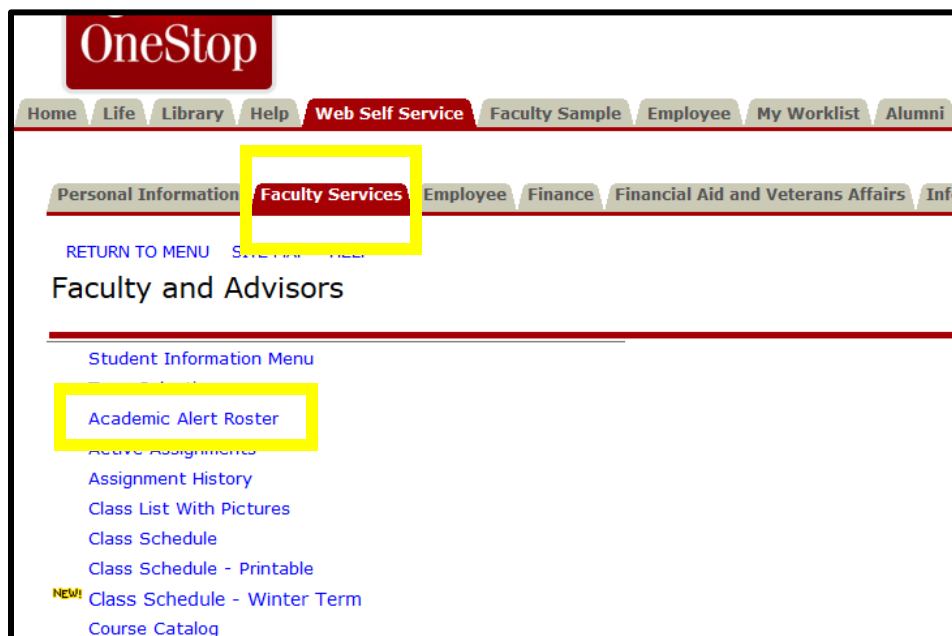 OneStop
Home Life Library Help Web Self Service Faculty Sample Employee My Worklist Alumni
Personal Information Faculty Services Employee Finance Financial Aid and Veterans Affairs
RETURN TO MENU
Faculty and Advisors
Student Information Menu
Academic Alert Roster
Active Assignments
Assignment History
Class List With Pictures
Class Schedule
Class Schedule - Printable
NEW! Class Schedule - Winter Term
Course Catalog